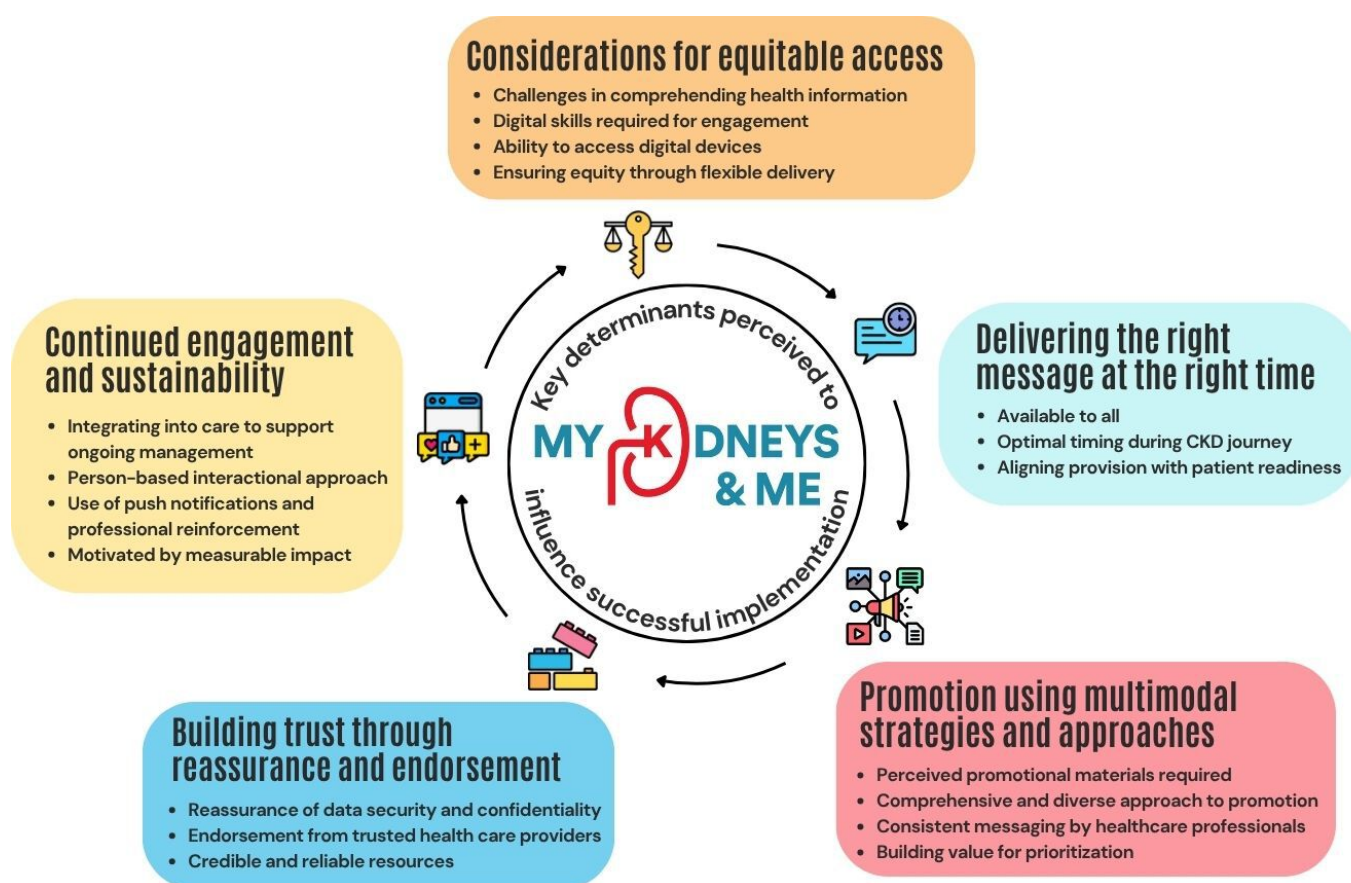 Considerations for equitable access
• Challenges in comprehending health information
• Digital skills required for engagement
• Ability to access digital devices
• Ensuring equity through flexible delivery
Delivering the right
message at the right time
• Available to all
• Optimal timing during CKD journey
• Aligning provision with patient readiness
Promotion using multimodal
strategies and approaches
• Perceived promotional materials required
• Comprehensive and diverse approach to promotion
• Consistent messaging by healthcare professionals
• Building value for prioritization
Building trust through
reassurance and endorsement
• Reassurance of data security and confidentiality
• Endorsement from trusted health care providers
• Credible and reliable resources
Continued engagement
and sustainability
• Integrating into care to support
ongoing management
• Person-based interactional approach
• Use of push notifications and
professional reinforcement
• Motivated by measurable impact
Key determinants perceived to
MY KDNEYS
& ME
influence successful implementation